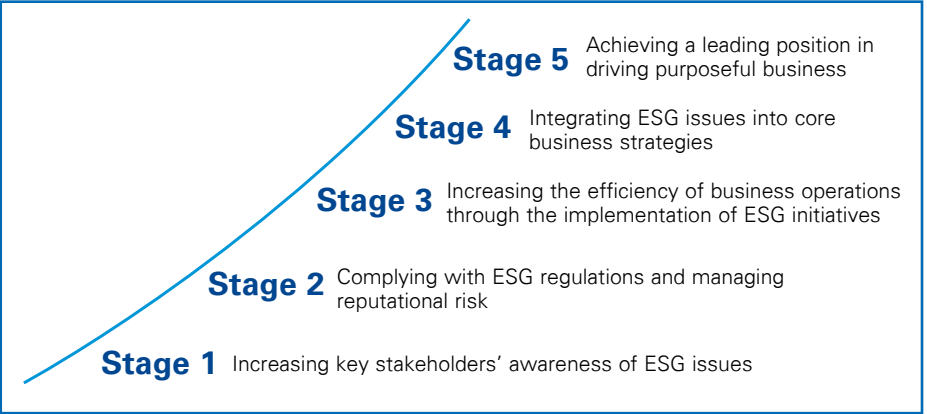 Stage 5 Achieving a leading position in
driving purposeful business
Stage 4 Integrating ESG issues into core
business strategies
Stage 3 Increasing the efficiency of business operations
through the implementation of ESG initiatives
Stage 2 Complying with ESG regulations and managing
reputational risk
Stage 1 Increasing key stakeholders’ awareness of ESG issues